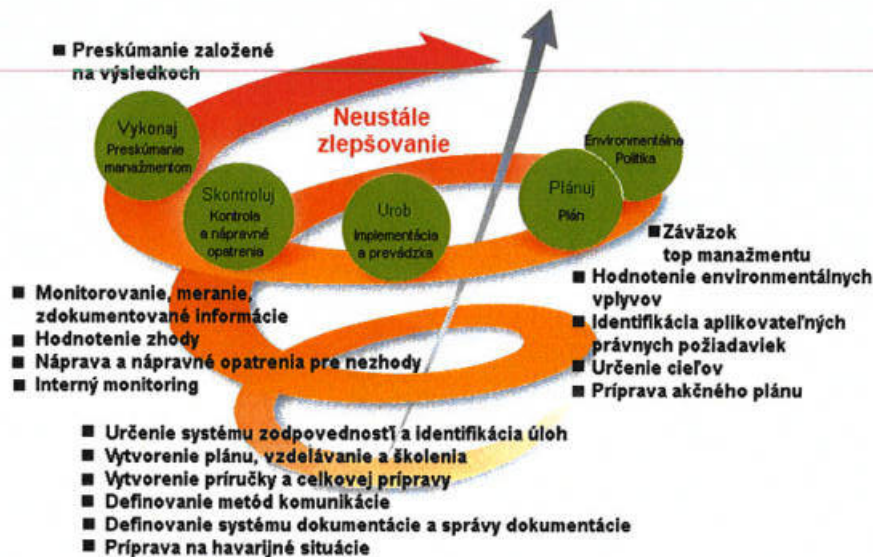 ■ Preskúmanie založené
na výsledkoch
Neustále
zlepšovanie
Vykonaj
Preskúmanie
manažmentom
Skontroluj
Kontrola
a nápravné
opatrenia
Urob
Implementácia
a prevádzka
Plánuj
Plán
Environmentálna
Politika
■ Záväzok
top manažmentu
■ Hodnotenie environmentálnych
vplyvov
■ Identifikácia aplikovateľných
právnych požiadaviek
■ Určenie cieľov
■ Príprava akčného plánu
■ Monitorovanie, meranie,
zdokumentované informácie
■ Hodnotenie zhody
■ Náprava a nápravné opatrenia pre nezhody
■ Interný monitoring
■ Určenie systému zodpovedností a identifikácia úloh
■ Vytvorenie plánu, vzdelávanie a školenia
■ Vytvorenie príručky a celkovej prípravy
■ Definovanie metód komunikácie
■ Definovanie systému dokumentácie a správy dokumentácie
■ Príprava na havarijné situácie